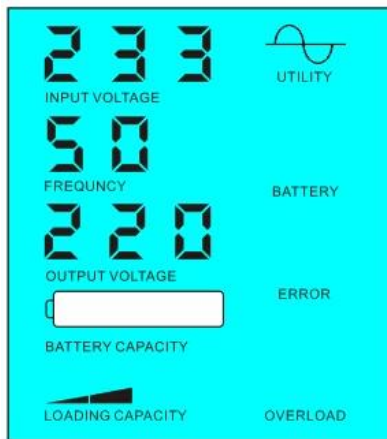 233
INPUT VOLTAGE
UTILITY
50
FREQUNCY
BATTERY
220
OUTPUT VOLTAGE
ERROR
BATTERY CAPACITY
LOADING CAPACITY
OVERLOAD